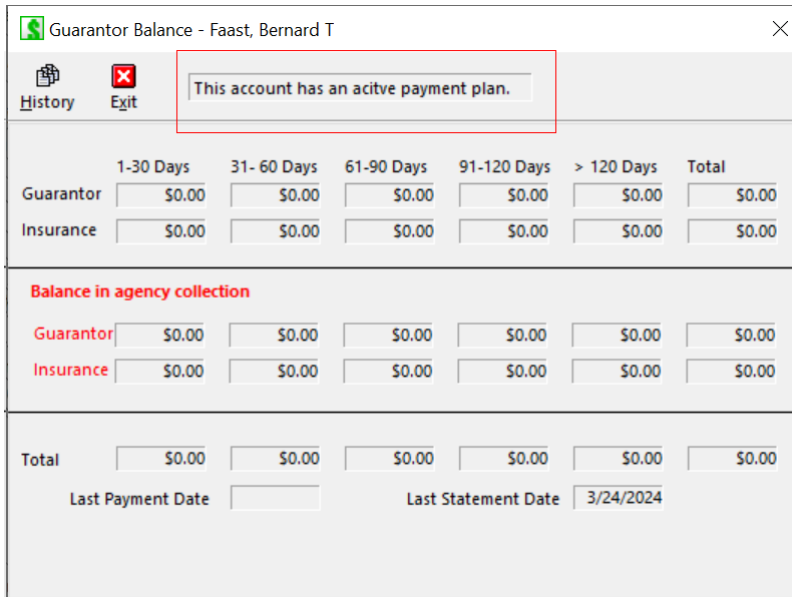 Guarantor Balance - Faast, Bernard T
History Exit This account has an acitve payment plan.
1-30 Days 31- 60 Days 61-90 Days 91-120 Days > 120 Days Total
Guarantor $0.00 $0.00 $0.00 $0.00 $0.00 $0.00
Insurance $0.00 $0.00 $0.00 $0.00 $0.00 $0.00
Balance in agency collection
Guarantor $0.00 $0.00 $0.00 $0.00 $0.00 $0.00
Insurance $0.00 $0.00 $0.00 $0.00 $0.00 $0.00
Total $0.00 $0.00 $0.00 $0.00 $0.00 $0.00
Last Payment Date Last Statement Date 3/24/2024